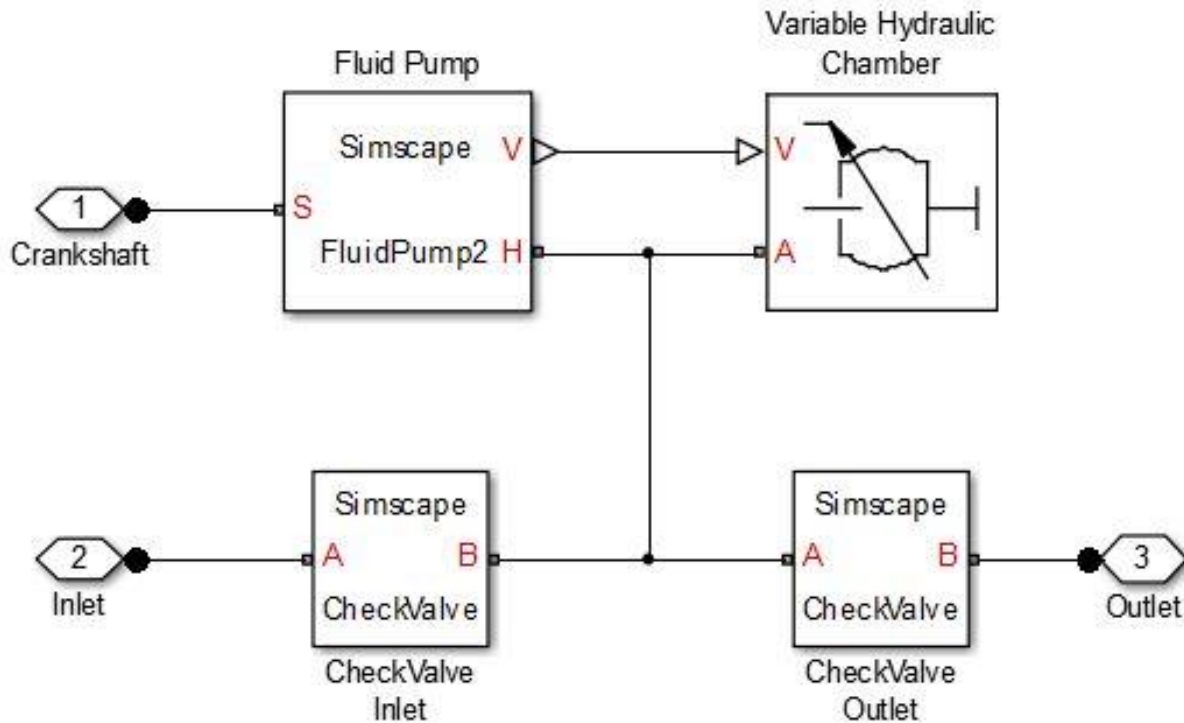 Variable Hydraulic
Chamber
Fluid Pump
Simscape V
V
1
S
Crankshaft
FluidPump2 H
A
Simscape
Simscape
2
A B
A B
3
Inlet
CheckValve
CheckValve
Outlet
CheckValve
Inlet
CheckValve
Outlet